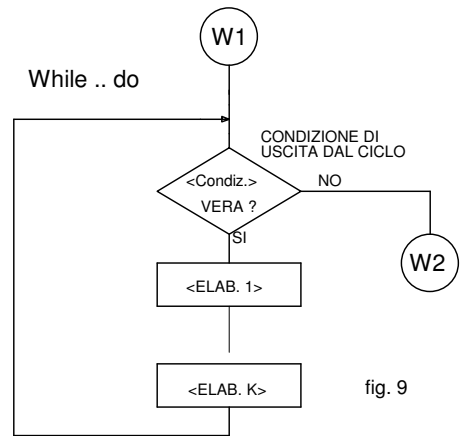 W1
While .. do
CONDIZIONE DI
USCITA DAL CICLO
<Condiz.>
VERA ?
NO
SI
W2
<ELAB. 1>
<ELAB. K>
fig. 9